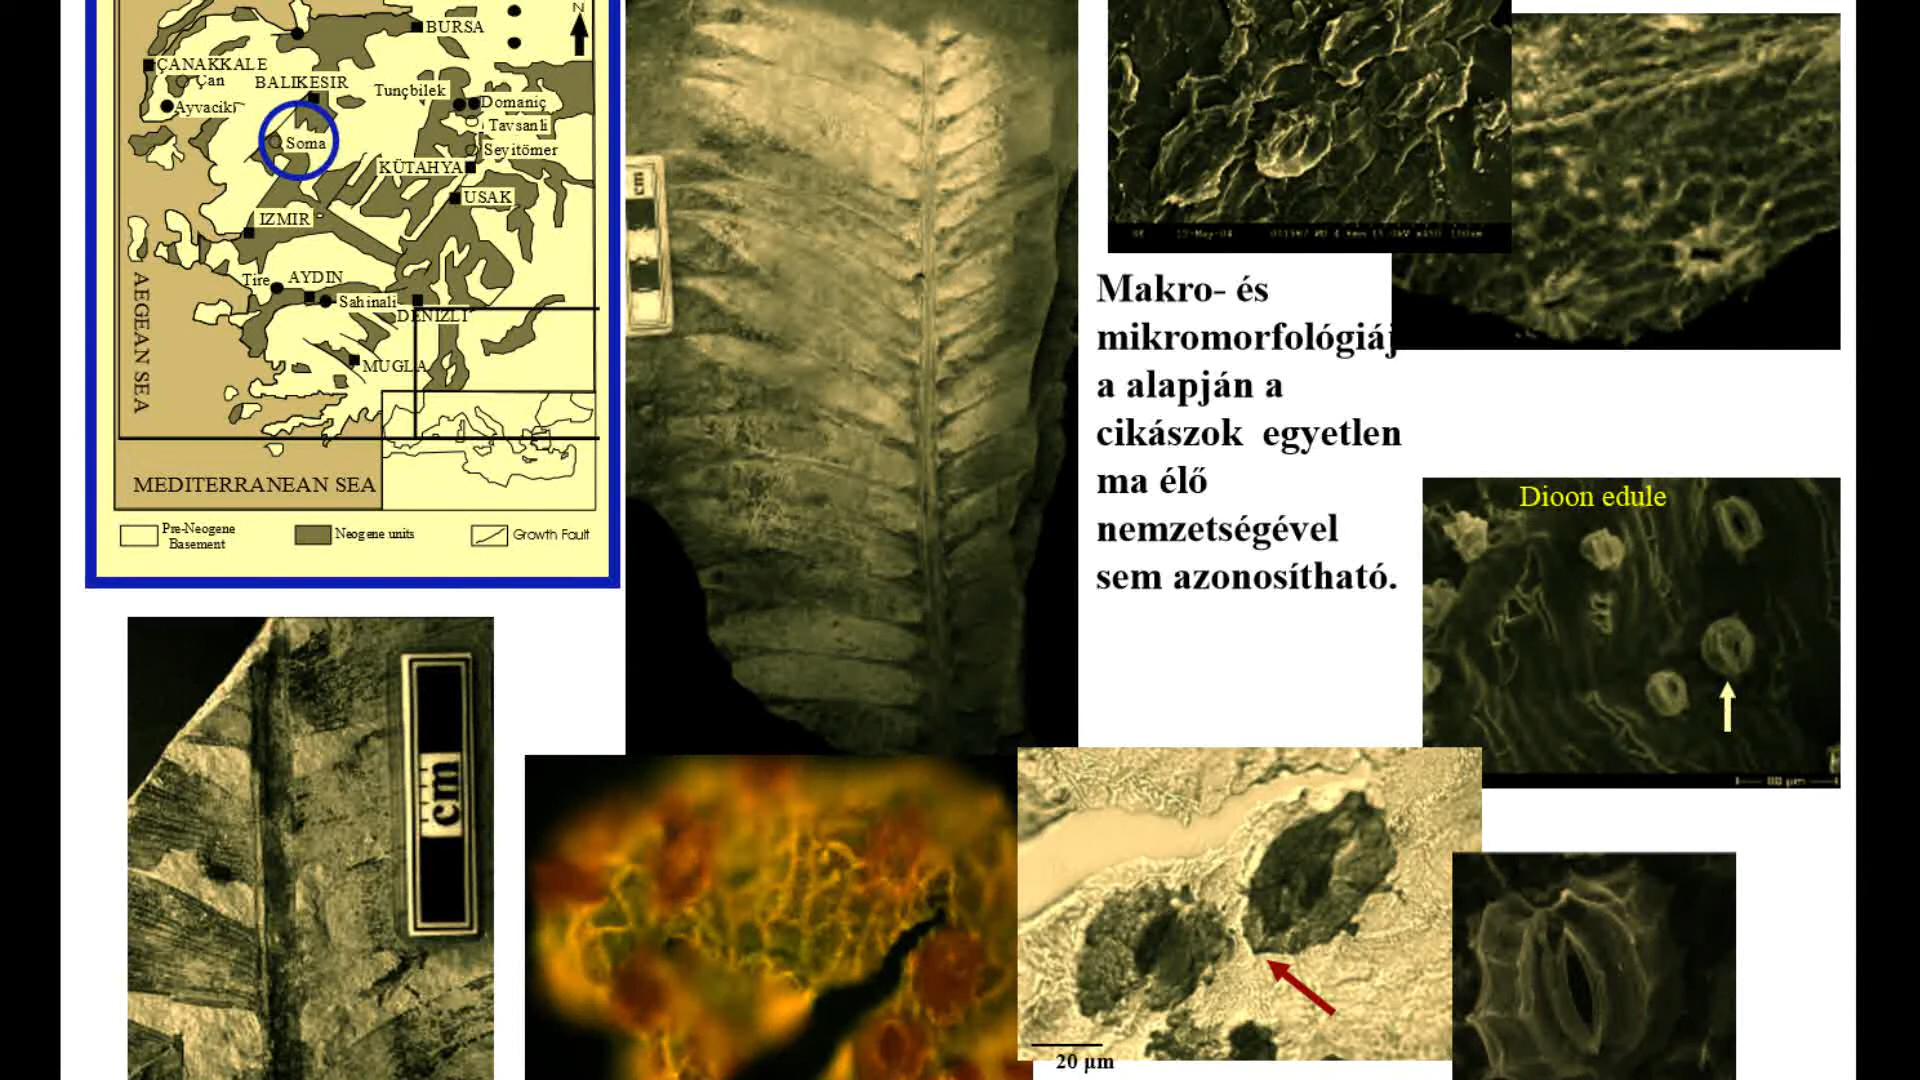 N
BURSA
ÇANAKKALE
Çan
BALIKESIR
Tunçbilek
Domaniç
Ayvacik
Tavsanli
Soma
Seyitömer
KÜTAHYA
USAK
IZMIR
Tire
AYDIN
Sahinali
DENIZLI
MUGLA
AEGEAN SEA
MEDITERRANEAN SEA
Pre-Neogene
Basement
Neogene units
Growth Fault
cm
cm
Makro- és
mikromorfológiáj
a alapján a
cikászok egyetlen
ma élő
nemzetségével
sem azonosítható.
Dioon edule
20 µm